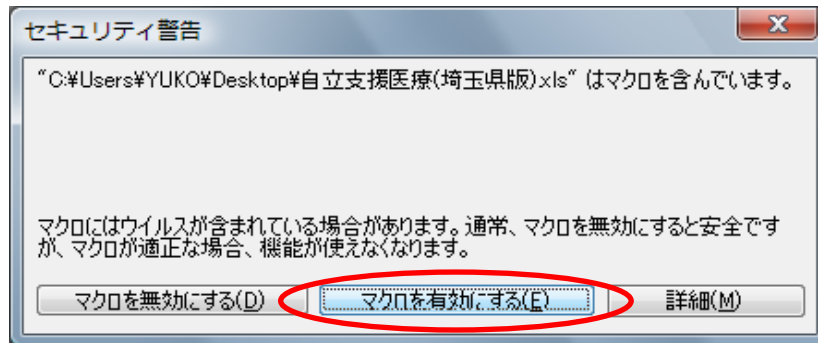 セキュリティ警告
"C:¥Users¥YUKO¥Desktop¥自立支援医療(埼玉県版).xls" はマクロを含んでいます。
マクロにはウイルスが含まれている場合があります。通常、マクロを無効にすると安全です
が、マクロが適正な場合、機能が使えなくなります。
マクロを無効にする(D) マクロを有効にする(E) 詳細(M)